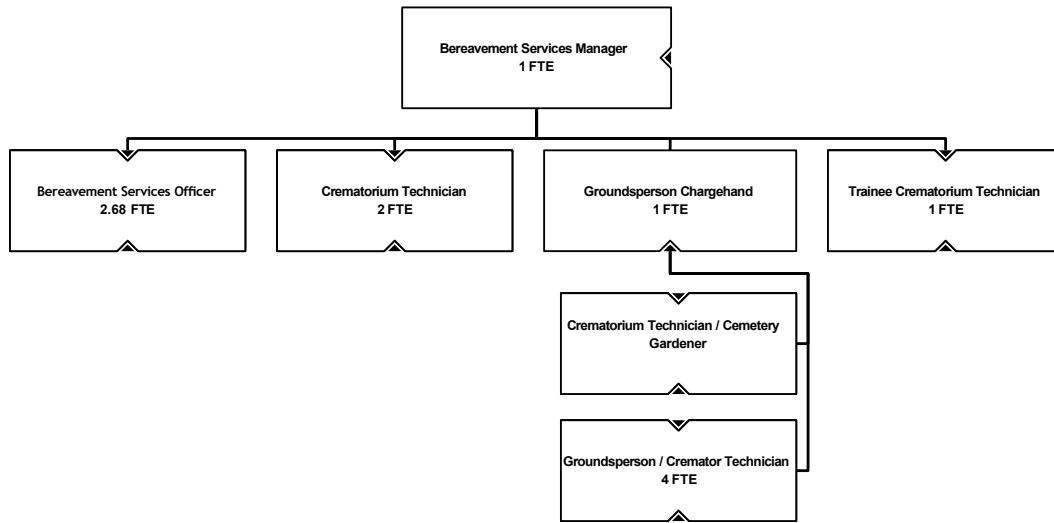 Bereavement Services Manager
1 FTE
Bereavement Services Officer
2.68 FTE
Crematorium Technician
2 FTE
Groundsperson Chargehand
1 FTE
Trainee Crematorium Technician
1 FTE
Crematorium Technician / Cemetery
Gardener
Groundsperson / Cremator Technician
4 FTE